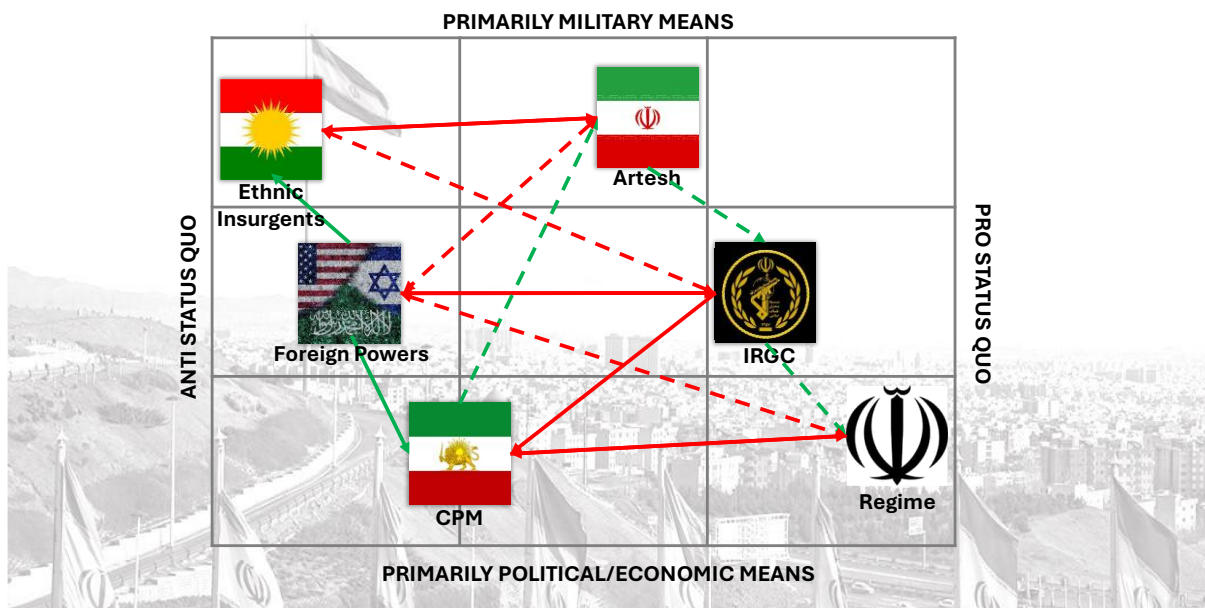 PRIMARILY MILITARY MEANS
Ethnic
Insurgents
Artesh
ANTI STATUS QUO
PRO STATUS QUO
Foreign Powers
IRGC
CPM
Regime
PRIMARILY POLITICAL/ECONOMIC MEANS